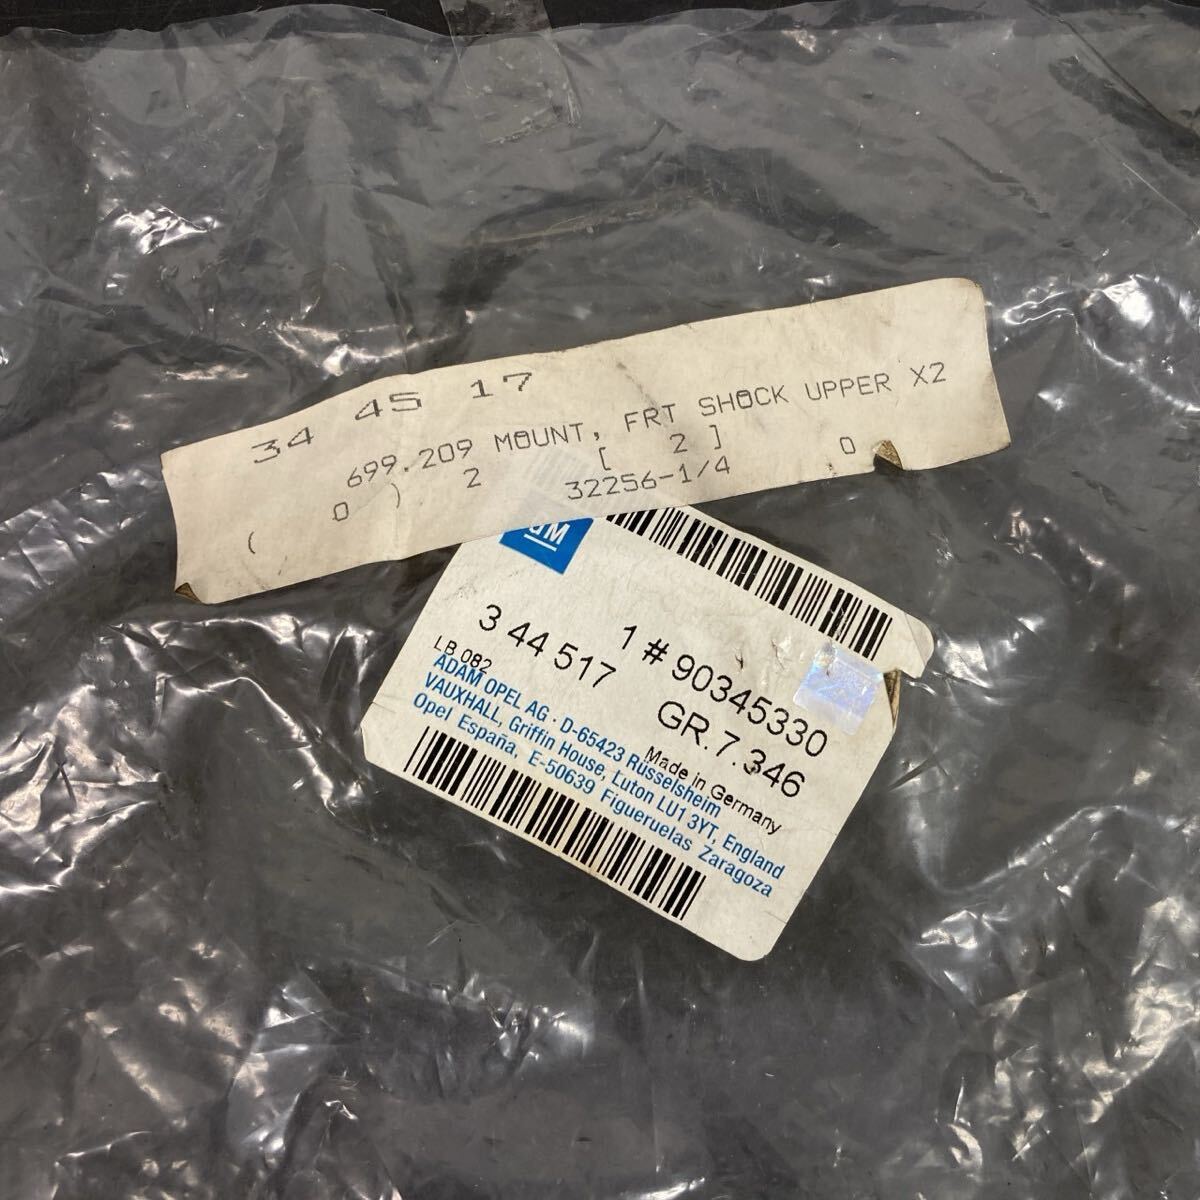 34 45 17
699.209 MOUNT, FRT SHOCK UPPER X2
( 0 ) 2 [ 2 ] 0
32256-1/4
GM
1 # 90345330
3 44 517 GR.7.346
LB 082
Made in Germany
ADAM OPEL AG · D-65423 Rüsselsheim
VAUXHALL, Griffin House, Luton LU1 3YT, England
Opel España, E-50639 Figueruelas Zaragoza